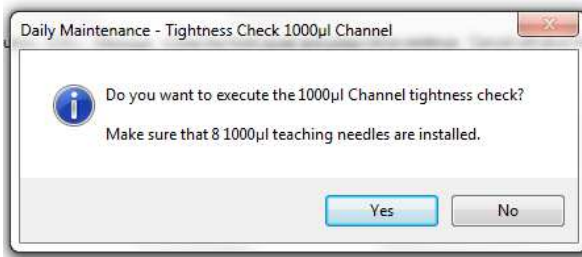 Daily Maintenance - Tightness Check 1000µl Channel
Do you want to execute the 1000µl Channel tightness check?
Make sure that 8 1000µl teaching needles are installed.
Yes
No